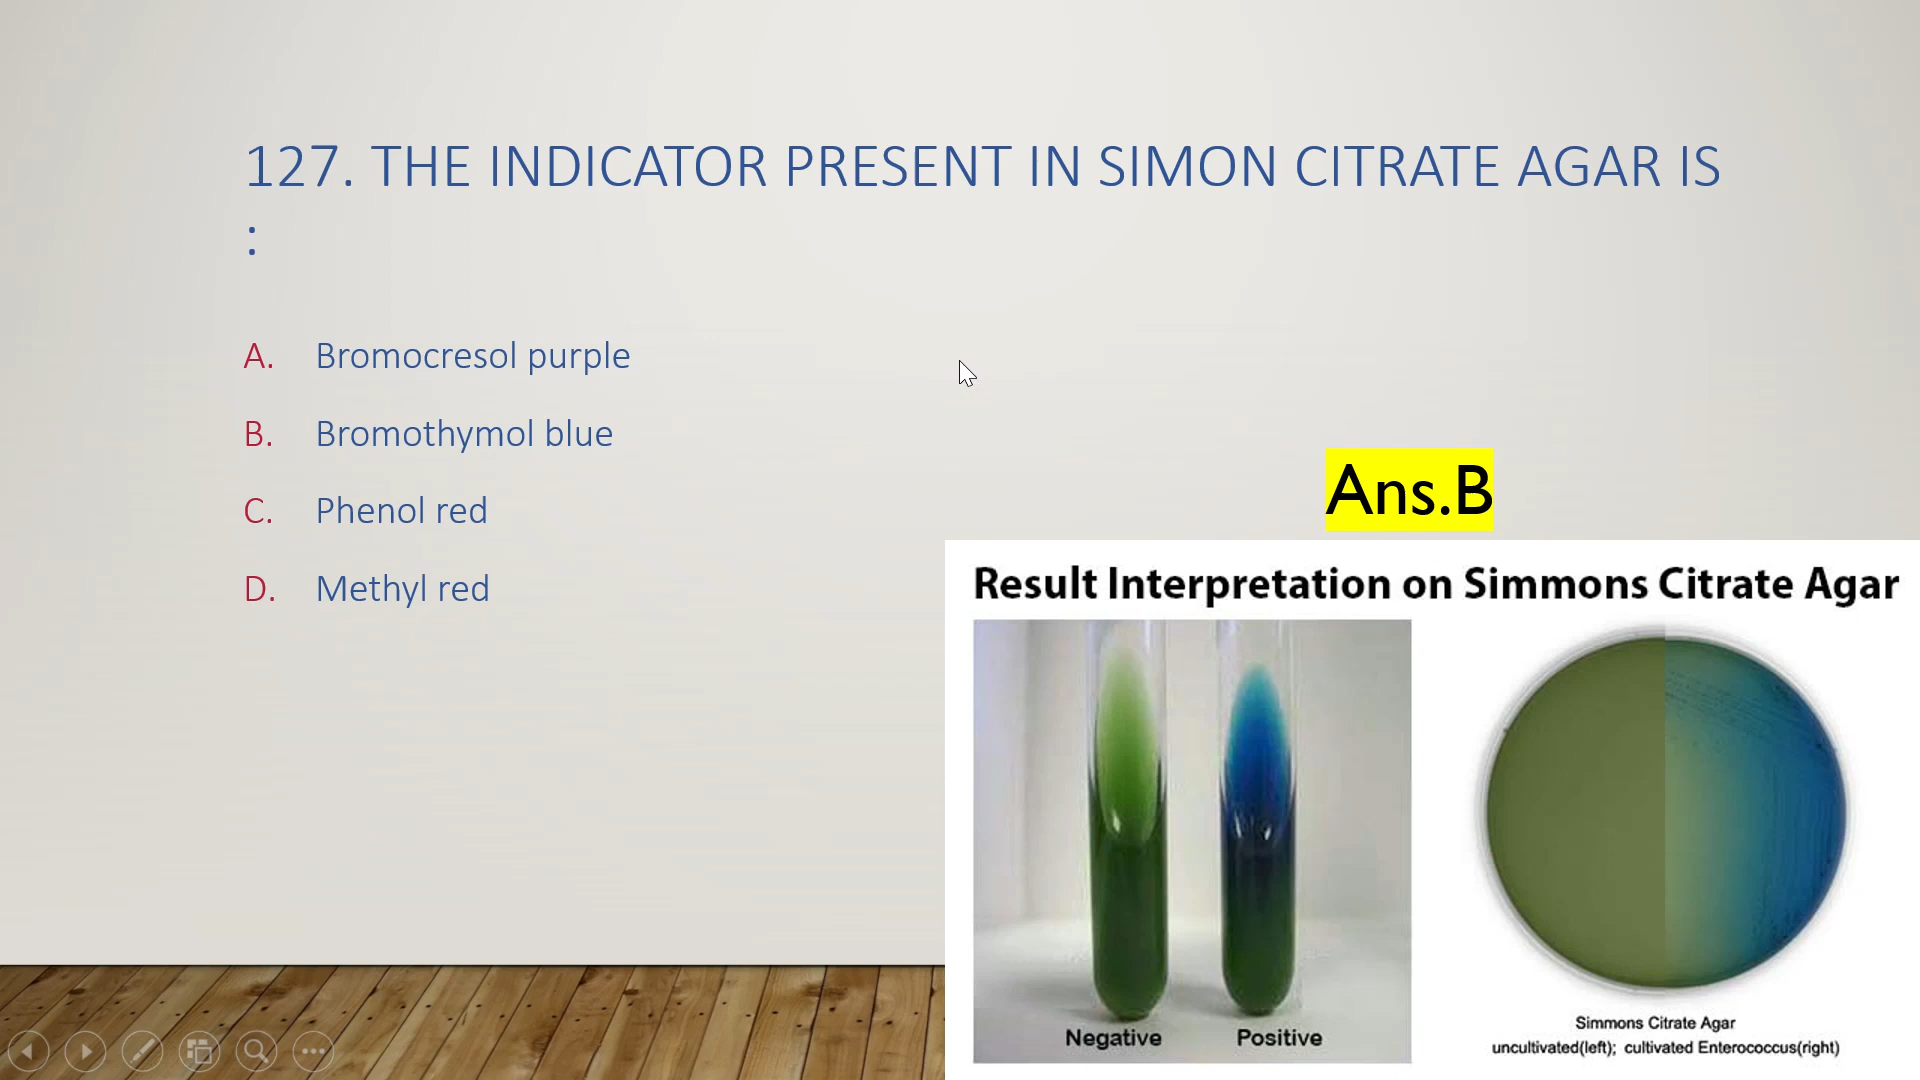 127. THE INDICATOR PRESENT IN SIMON CITRATE AGAR IS
:
A. Bromocresol purple
B. Bromothymol blue
C. Phenol red
D. Methyl red
Ans.B
Result Interpretation on Simmons Citrate Agar
Negative Positive
Simmons Citrate Agar
uncultivated(left); cultivated Enterococcus(right)